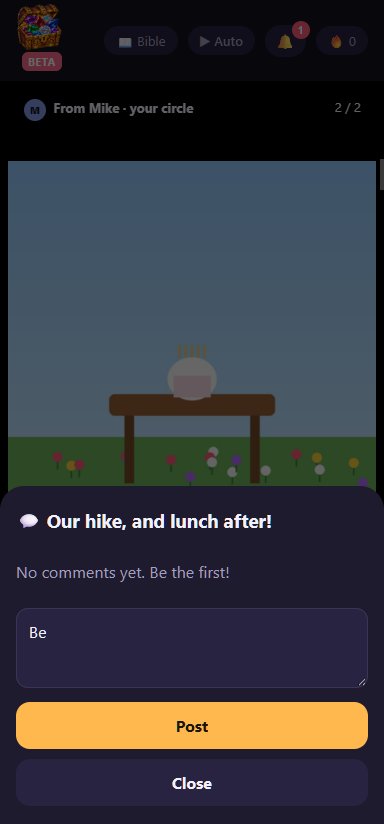 BETA
Bible
Auto
1
0
M From Mike · your circle
2 / 2
Our hike, and lunch after!
No comments yet. Be the first!
Be
Post
Close